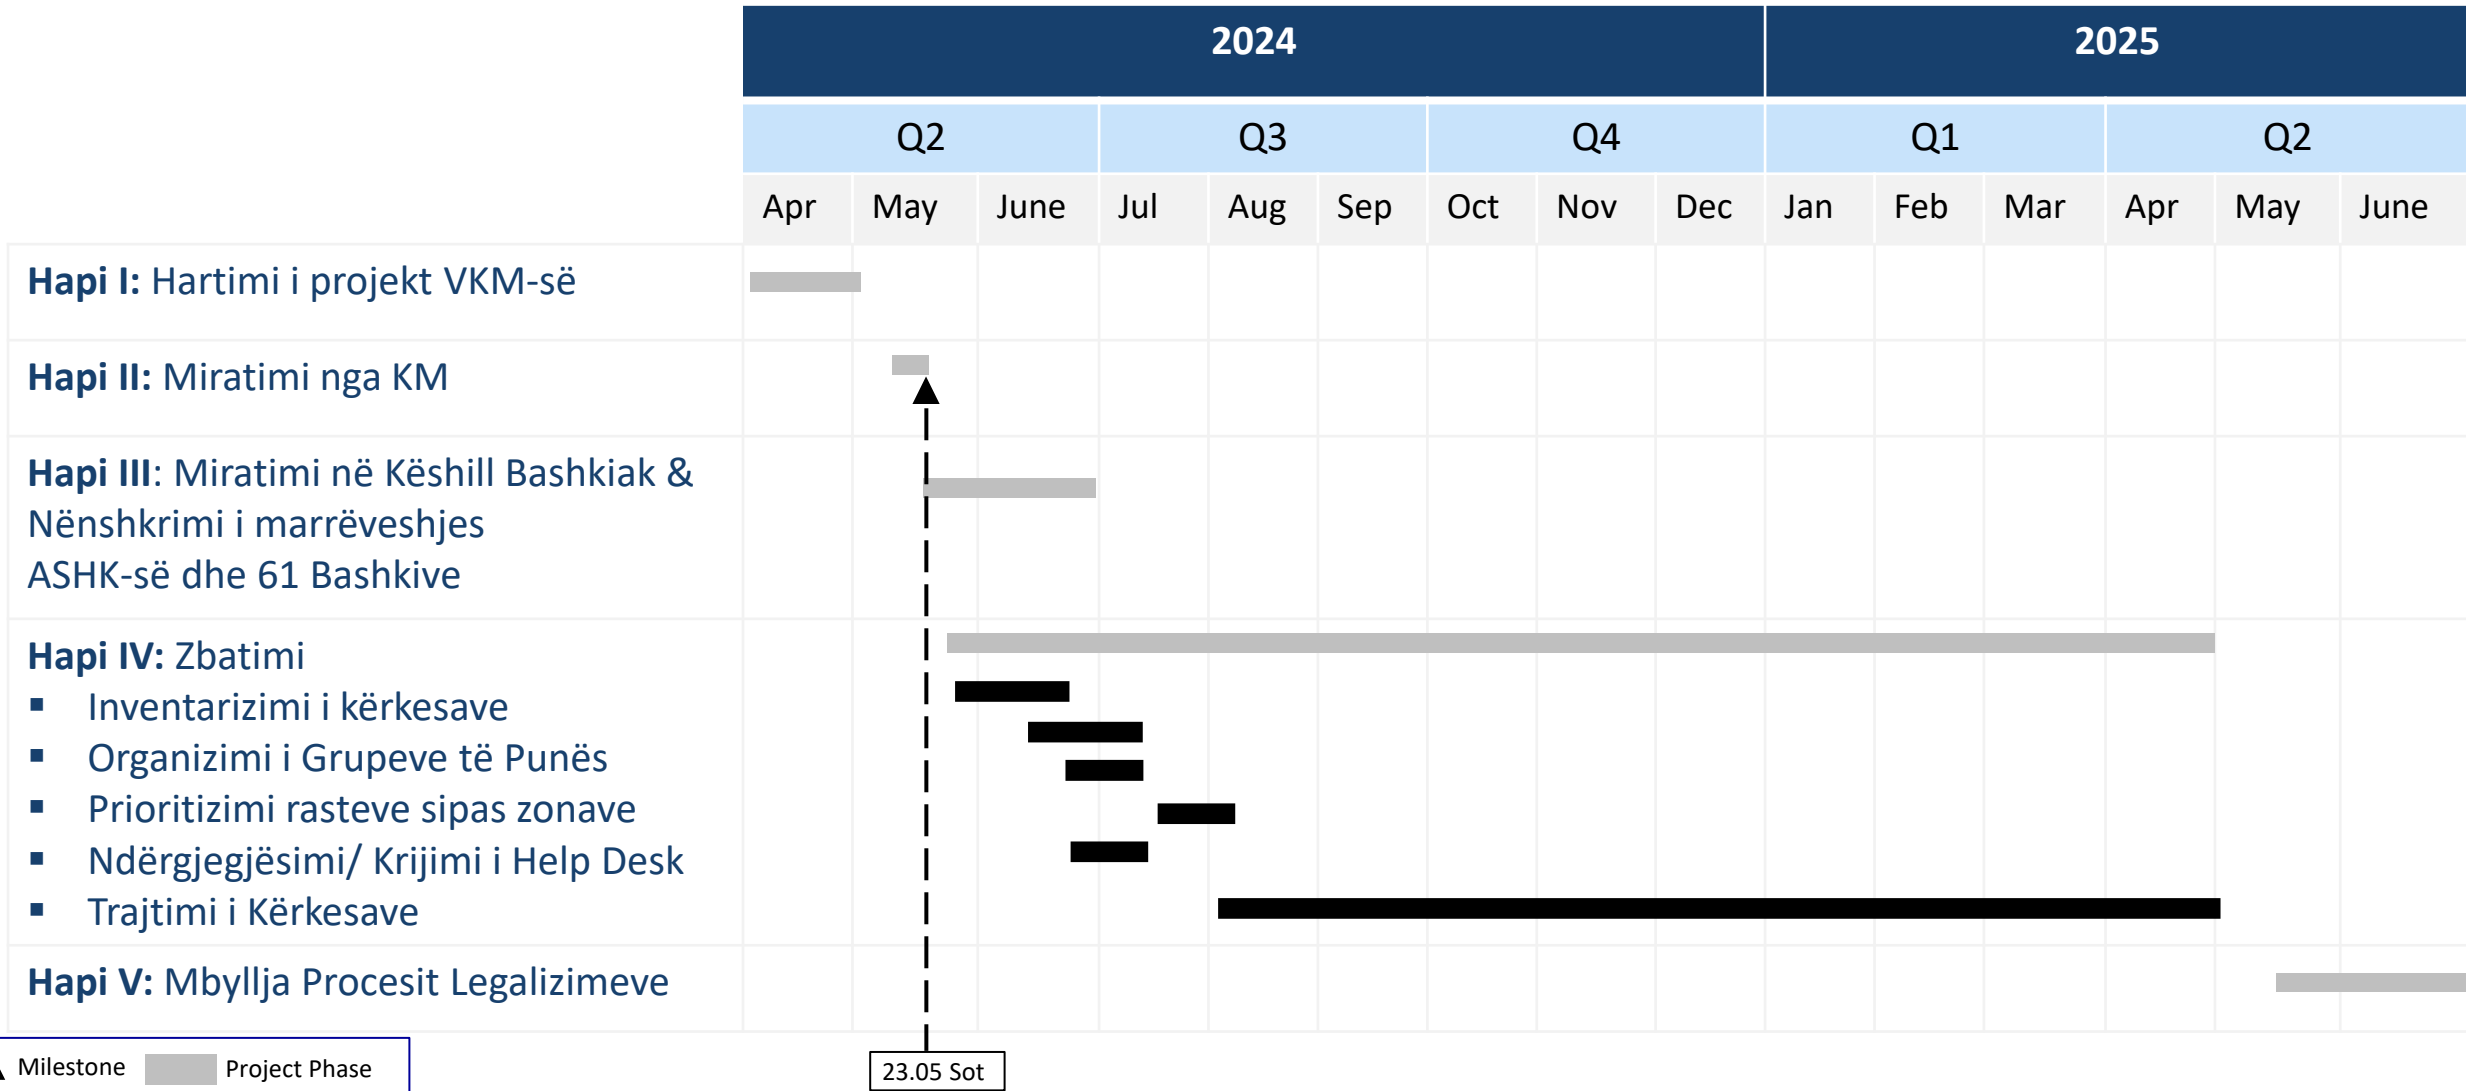 2024 2025
Q2 Q3 Q4 Q1 Q2
Apr May June Jul Aug Sep Oct Nov Dec Jan Feb Mar Apr May June
Hapi I: Hartimi i projekt VKM-së
Hapi II: Miratimi nga KM
Hapi III: Miratimi në Këshill Bashkiak &
Nënshkrimi i marrëveshjes
ASHK-së dhe 61 Bashkive
Hapi IV: Zbatimi
▪ Inventarizimi i kërkesave
▪ Organizimi i Grupeve të Punës
▪ Prioritizimi rasteve sipas zonave
▪ Ndërgjegjësimi/ Krijimi i Help Desk
▪ Trajtimi i Kërkesave
Hapi V: Mbyllja Procesit Legalizimeve
Milestone Project Phase
23.05 Sot